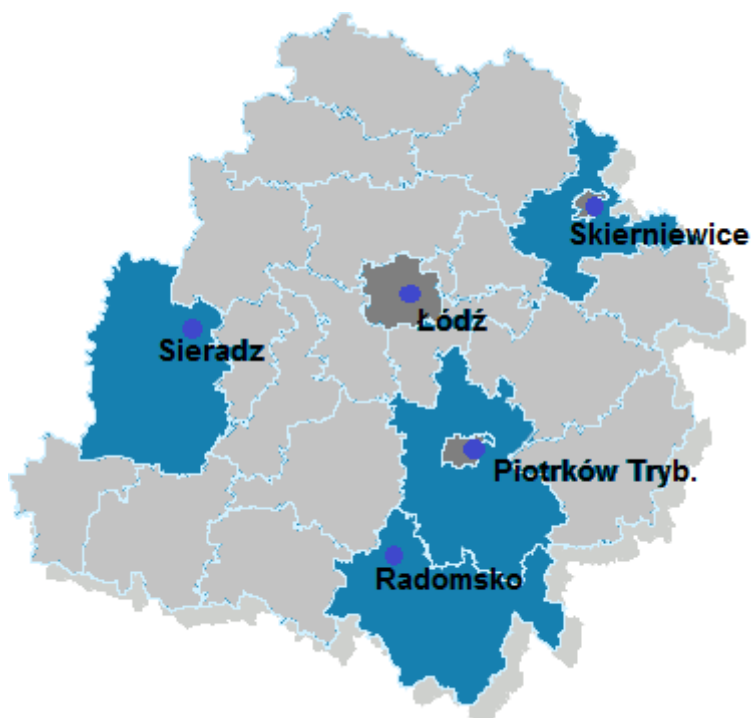 Skierniewice
Łódź
Sieradz
Piotrków Tryb.
Radomsko